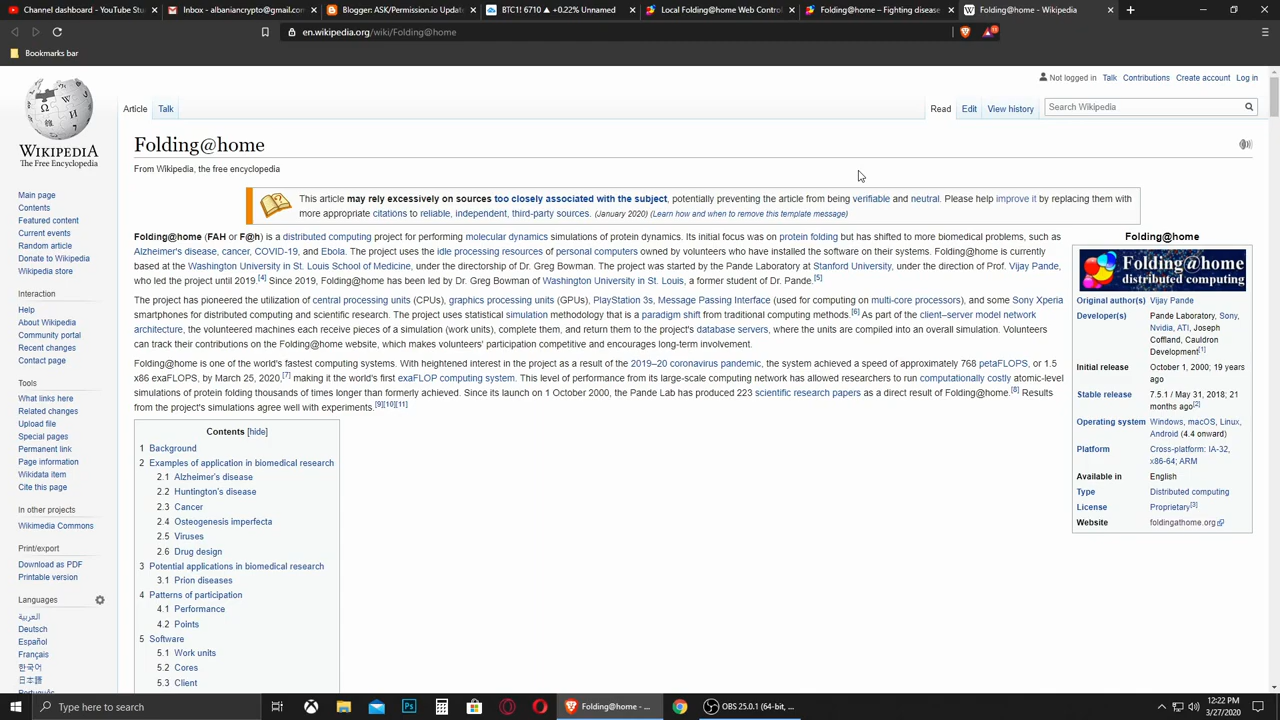 Channel dashboard - YouTube S
Inbox - albaniancrypto@gmail.com
Blogger ASK/Permission.io Update
BTC1! 6710 ▲ +0.22% Unnamed
Local Folding@home Web Control
Folding@home – Fighting disease
Folding@home - Wikipedia
en.wikipedia.org/wiki/Folding@home
Bookmarks bar
Not logged in Talk Contributions Create account Log in
Article Talk Read Edit View history Search Wikipedia
WIKIPEDIA
The Free Encyclopedia
Main page
Contents
Featured content
Current events
Random article
Donate to Wikipedia
Wikipedia store
Interaction
Help
About Wikipedia
Community portal
Recent changes
Contact page
Tools
What links here
Related changes
Upload file
Special pages
Permanent link
Page information
Wikidata item
Cite this page
In other projects
Wikimedia Commons
Print/export
Download as PDF
Printable version
Languages
العربية
Deutsch
Español
Français
한국어
日本語
Português
Folding@home
From Wikipedia, the free encyclopedia
This article may rely excessively on sources too closely associated with the subject, potentially preventing the article from being verifiable and neutral. Please help improve it by replacing them with
more appropriate citations to reliable, independent, third-party sources. (January 2020) (Learn how and when to remove this template message)
Folding@home (FAH or F@h) is a distributed computing project for performing molecular dynamics simulations of protein dynamics. Its initial focus was on protein folding but has shifted to more biomedical problems, such as
Alzheimer's disease, cancer, COVID-19, and Ebola. The project uses the idle processing resources of personal computers owned by volunteers who have installed the software on their systems. Folding@home is currently
based at the Washington University in St. Louis School of Medicine, under the directorship of Dr. Greg Bowman. The project was started by the Pande Laboratory at Stanford University, under the direction of Prof. Vijay Pande,
who led the project until 2019.[4] Since 2019, Folding@home has been led by Dr. Greg Bowman of Washington University in St. Louis, a former student of Dr. Pande.[5]
The project has pioneered the utilization of central processing units (CPUs), graphics processing units (GPUs), PlayStation 3s, Message Passing Interface (used for computing on multi-core processors), and some Sony Xperia
smartphones for distributed computing and scientific research. The project uses statistical simulation methodology that is a paradigm shift from traditional computing methods.[6] As part of the client–server model network
architecture, the volunteered machines each receive pieces of a simulation (work units), complete them, and return them to the project's database servers, where the units are compiled into an overall simulation. Volunteers
can track their contributions on the Folding@home website, which makes volunteers' participation competitive and encourages long-term involvement.
Folding@home is one of the world's fastest computing systems. With heightened interest in the project as a result of the 2019–20 coronavirus pandemic, the system achieved a speed of approximately 768 petaFLOPS, or 1.5
x86 exaFLOPS, by March 25, 2020,[7] making it the world's first exaFLOP computing system. This level of performance from its large-scale computing network has allowed researchers to run computationally costly atomic-level
simulations of protein folding thousands of times longer than formerly achieved. Since its launch on 1 October 2000, the Pande Lab has produced 223 scientific research papers as a direct result of Folding@home.[8] Results
from the project's simulations agree well with experiments.[9][10][11]
Contents [hide]
1 Background
2 Examples of application in biomedical research
2.1 Alzheimer's disease
2.2 Huntington's disease
2.3 Cancer
2.4 Osteogenesis imperfecta
2.5 Viruses
2.6 Drug design
3 Potential applications in biomedical research
3.1 Prion diseases
4 Patterns of participation
4.1 Performance
4.2 Points
5 Software
5.1 Work units
5.2 Cores
5.3 Client
Folding@home
Folding@home
distributed computing
Original author(s) Vijay Pande
Developer(s) Pande Laboratory, Sony,
Nvidia, ATI, Joseph
Coffland, Cauldron
Development[1]
Initial release October 1, 2000; 19 years
ago
Stable release 7.5.1 / May 31, 2018; 21
months ago[2]
Operating system Windows, macOS, Linux,
Android (4.4 onward)
Platform Cross-platform: IA-32,
x86-64; ARM
Available in English
Type Distributed computing
License Proprietary[3]
Website foldingathome.org
Type here to search
Folding@home - ...
OBS 25.0.1 (64-bit, ...
12:22 PM
3/27/2020